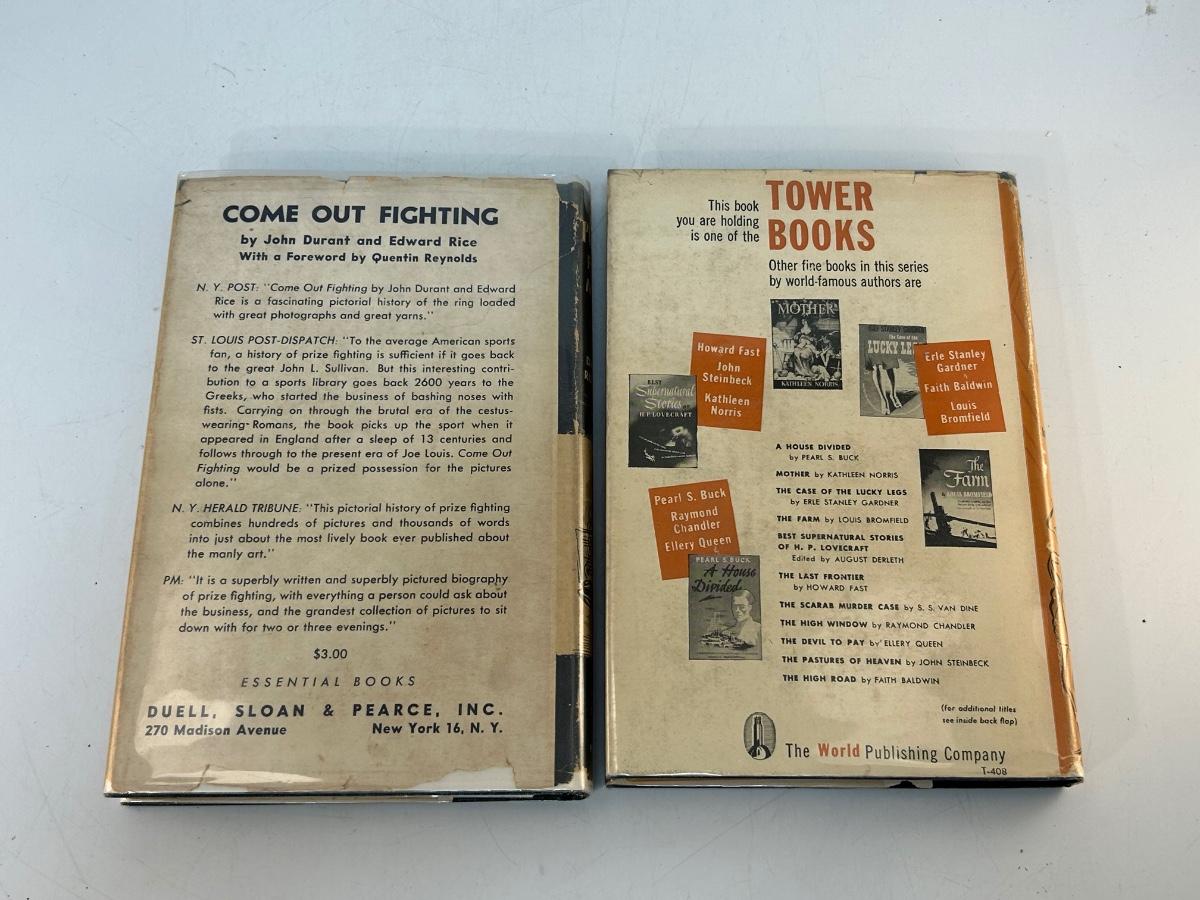 COME OUT FIGHTING
by John Durant and Edward Rice
With a Foreword by Quentin Reynolds
N. Y. POST: "Come Out Fighting by John Durant and Edward
Rice is a fascinating pictorial history of the ring loaded
with great photographs and great yarns."
ST. LOUIS POST-DISPATCH: "To the average American sports
fan, a history of prize fighting is sufficient if it goes back
to the great John L. Sullivan. But this interesting contri-
bution to a sports library goes back 2600 years to the
Greeks, who started the business of bashing noses with
fists. Carrying on through the brutal era of the cestus-
wearing Romans, the book picks up the sport when it
appeared in England after a sleep of 13 centuries and
follows through to the present era of Joe Louis. Come Out
Fighting would be a prized possession for the pictures
alone."
N. Y. HERALD TRIBUNE: "This pictorial history of prize fighting
combines hundreds of pictures and thousands of words
into just about the most lively book ever published about
the manly art."
PM: "It is a superbly written and superbly pictured biography
of prize fighting, with everything a person could ask about
the business, and the grandest collection of pictures to sit
down with for two or three evenings."
$3.00
ESSENTIAL BOOKS
DUELL, SLOAN & PEARCE, INC.
270 Madison Avenue New York 16, N. Y.
This book
you are holding
is one of the
TOWER
BOOKS
Other fine books in this series
by world-famous authors are
MOTHER
KATHLEEN NORRIS
Howard Fast
John
Steinbeck
Kathleen
Norris
ERLE STANLEY GARDNER
The Case of the
LUCKY LEGS
Erle Stanley
Gardner
Faith Baldwin
Louis
Bromfield
BEST
Supernatural
Stories
H P LOVECRAFT
A HOUSE DIVIDED
by PEARL S. BUCK
MOTHER by KATHLEEN NORRIS
THE CASE OF THE LUCKY LEGS
by ERLE STANLEY GARDNER
THE FARM by LOUIS BROMFIELD
BEST SUPERNATURAL STORIES
OF H. P. LOVECRAFT
Edited by AUGUST DERLETH
THE LAST FRONTIER
by HOWARD FAST
THE SCARAB MURDER CASE by S. S. VAN DINE
THE HIGH WINDOW by RAYMOND CHANDLER
THE DEVIL TO PAY by ELLERY QUEEN
THE PASTURES OF HEAVEN by JOHN STEINBECK
THE HIGH ROAD by FAITH BALDWIN
The
Farm
LOUIS BROMFIELD
Pearl S. Buck
Raymond
Chandler
Ellery Queen
PEARL S. BUCK
A House
Divided
(for additional titles
see inside back flap)
The World Publishing Company
T-408